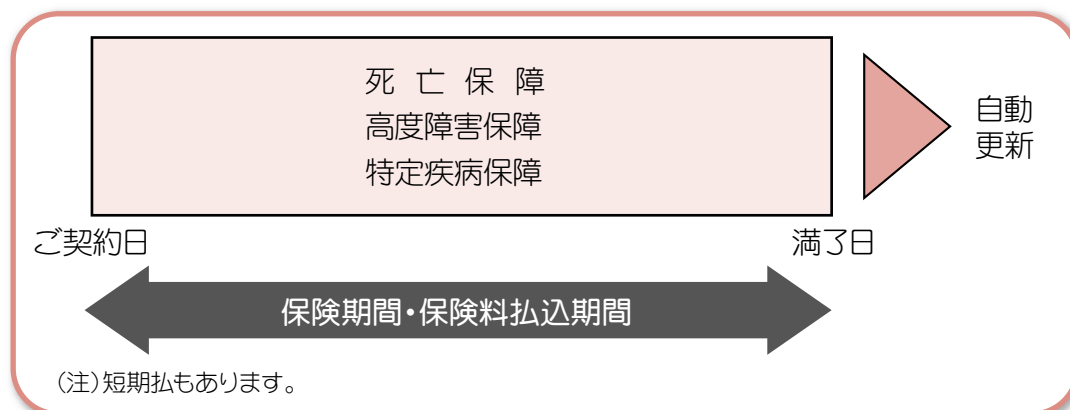 死亡保障
高度障害保障
特定疾病保障
自動
更新
ご契約日
満了日
保険期間・保険料払込期間
(注)短期払もあります。